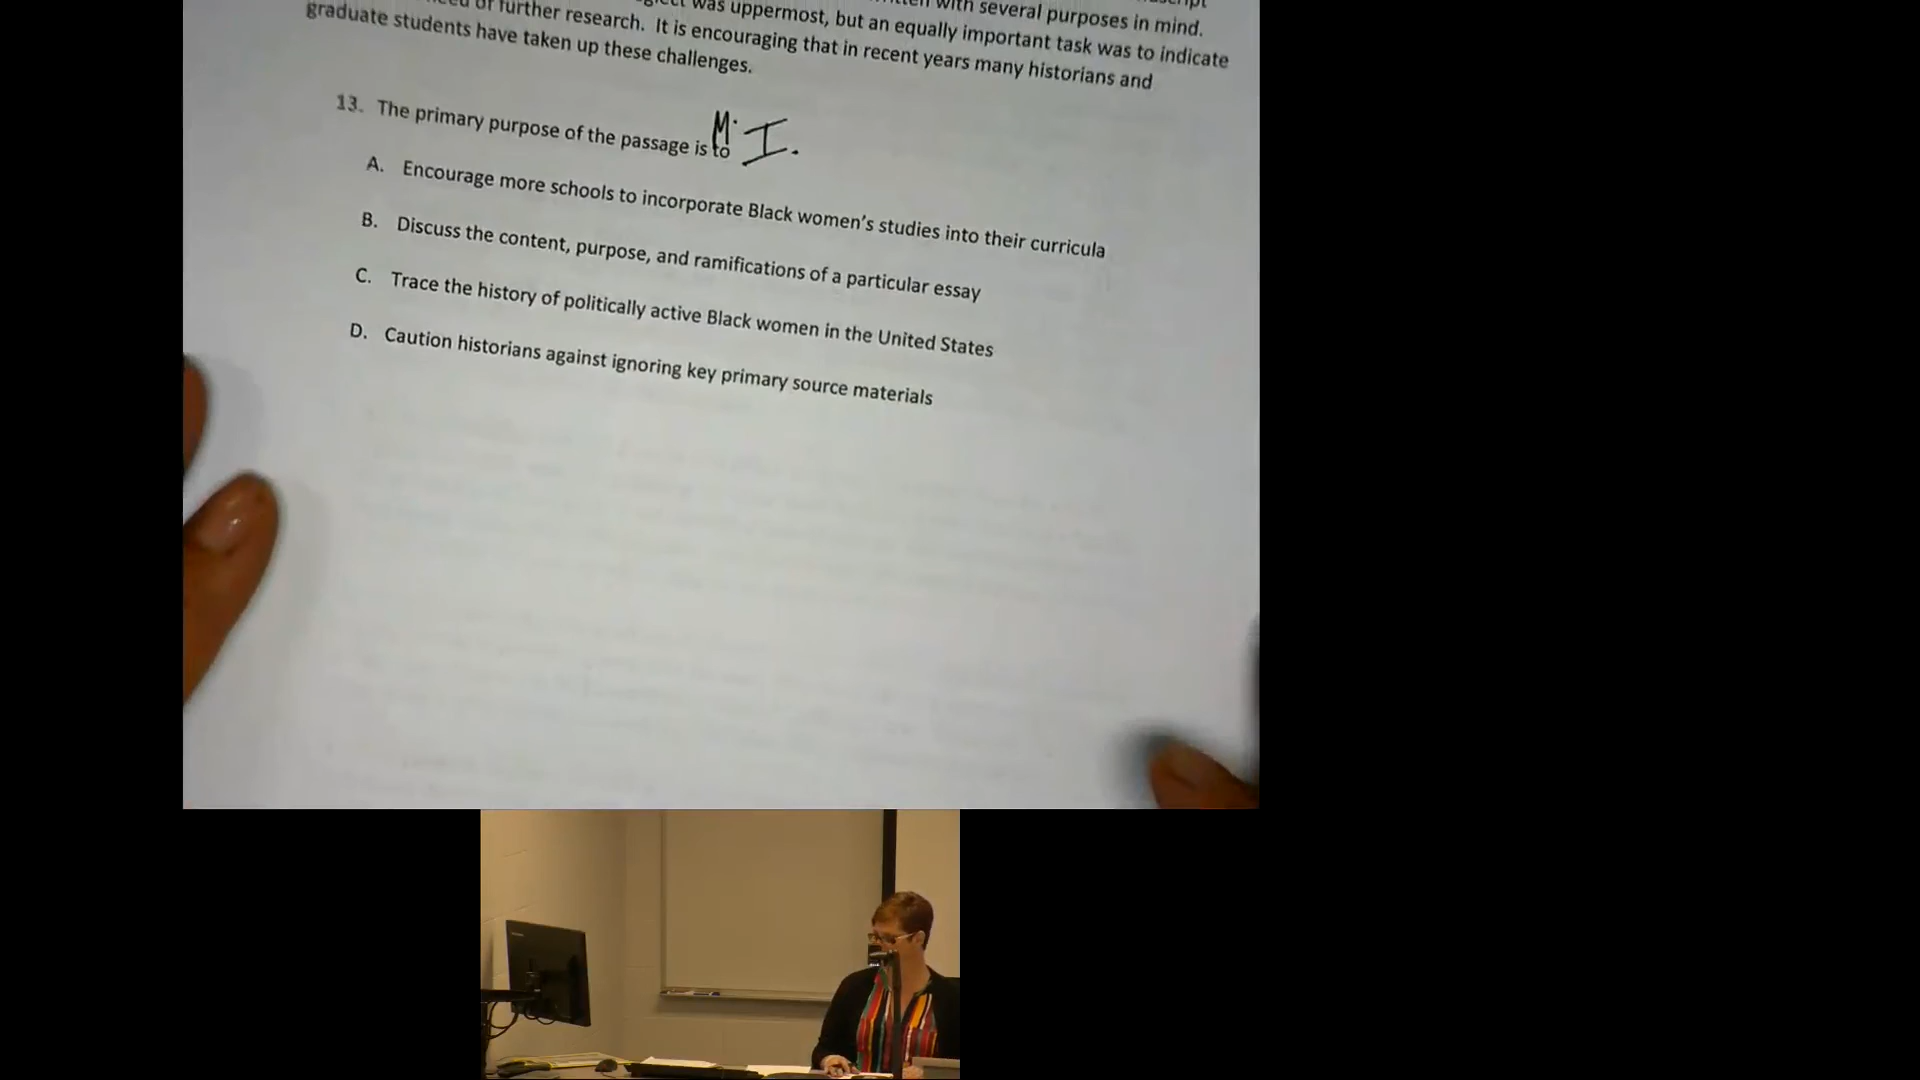 with several purposes in mind.
was uppermost, but an equally important task was to indicate
of further research. It is encouraging that in recent years many historians and
graduate students have taken up these challenges.
13. The primary purpose of the passage is to M. I.
A. Encourage more schools to incorporate Black women's studies into their curricula
B. Discuss the content, purpose, and ramifications of a particular essay
C. Trace the history of politically active Black women in the United States
D. Caution historians against ignoring key primary source materials